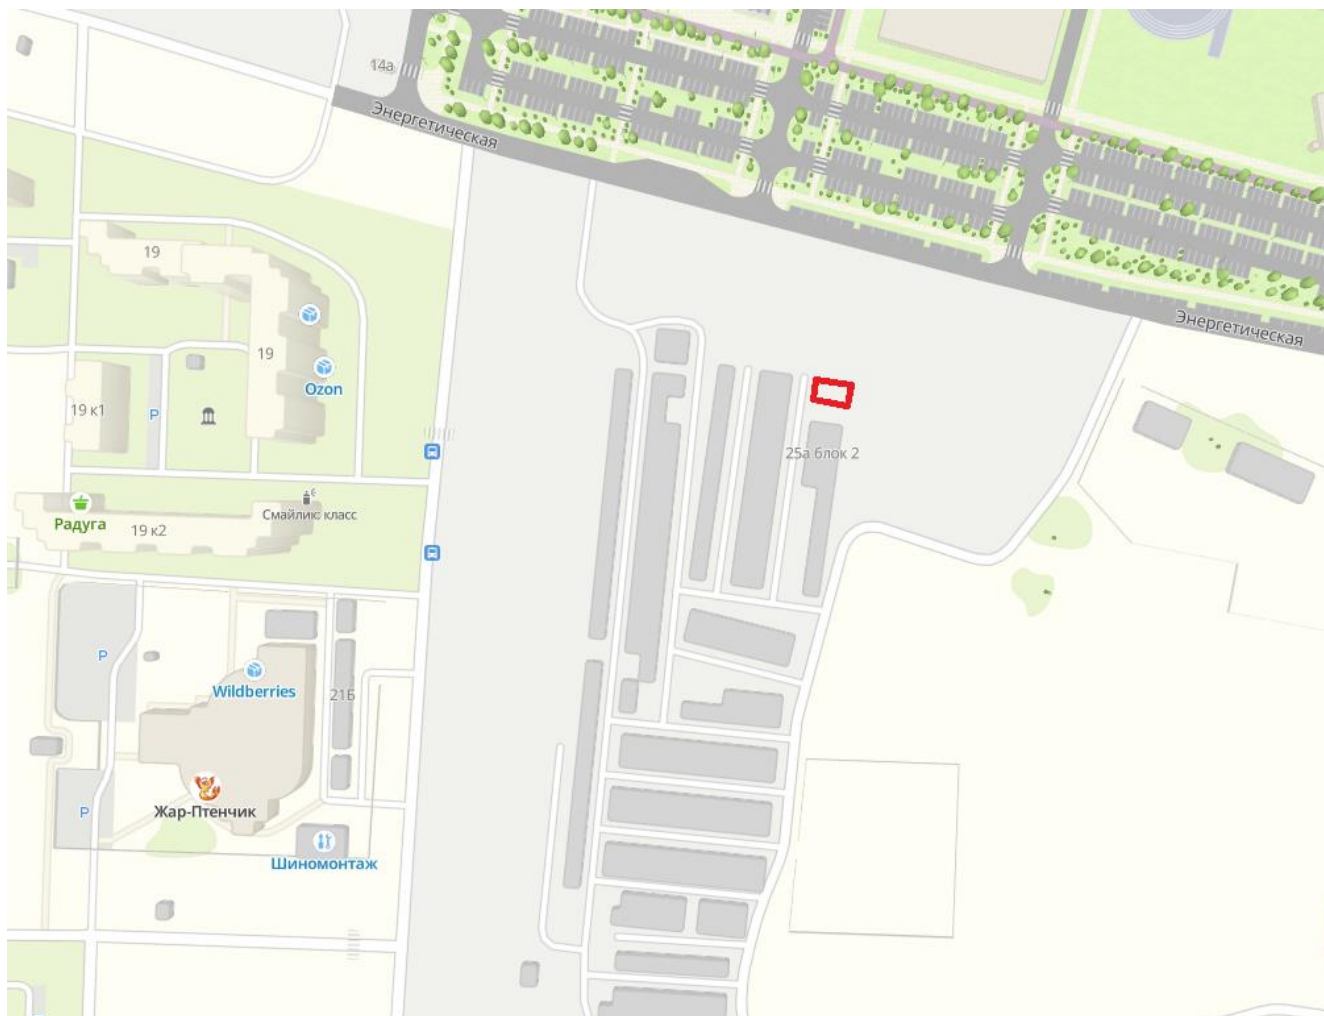 14а
Энергетическая
Энергетическая
19
19
Ozon
19 к1
P
25а блок 2
Радуга
19 к2
Смайлик: класс
P
Wildberries
21Б
P
Жар-Птенчик
Шиномонтаж